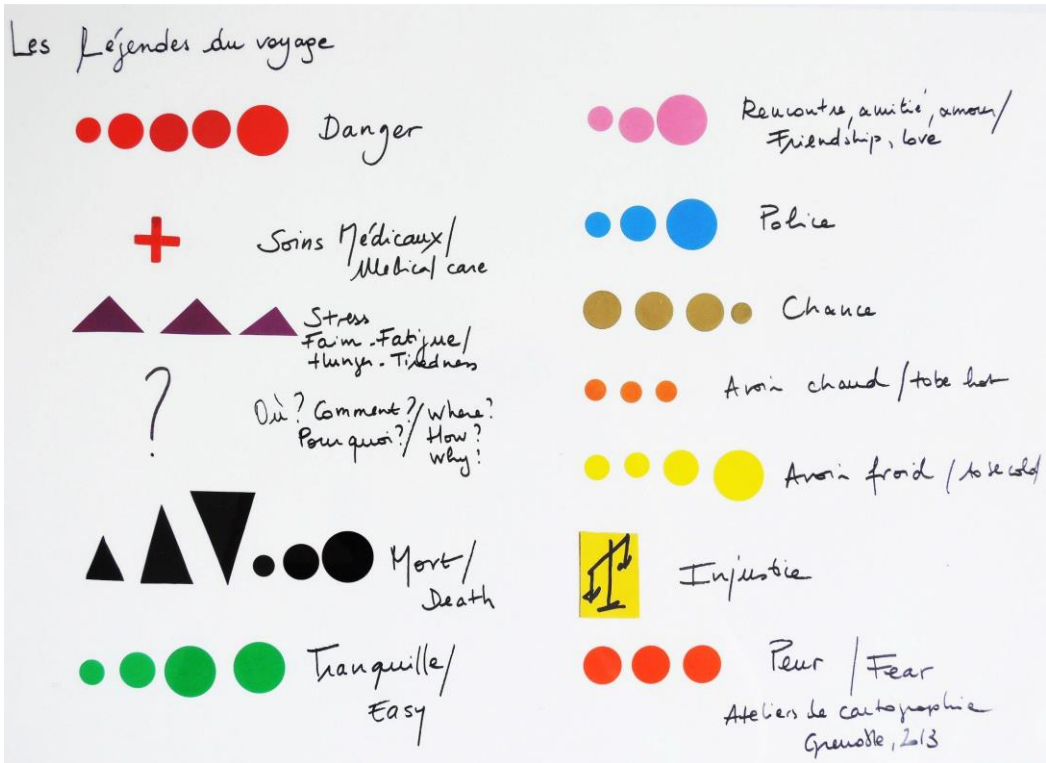 Les Légendes du voyage
Danger
Soins Médicaux/
Medical care
Stress
Faim - Fatigue/
Hunger - Tiredness
?
Où? Comment?/ Where?
Pourquoi?/ How?
Why?
Mort/
Death
Tranquille/
Easy
Rencontre, amitié, amour/
Friendship, love
Police
Chance
Avoir chaud / to be hot
Avoir froid / to be cold
Injustice
Peur / Fear
Ateliers de cartographie
Grenoble, 2013